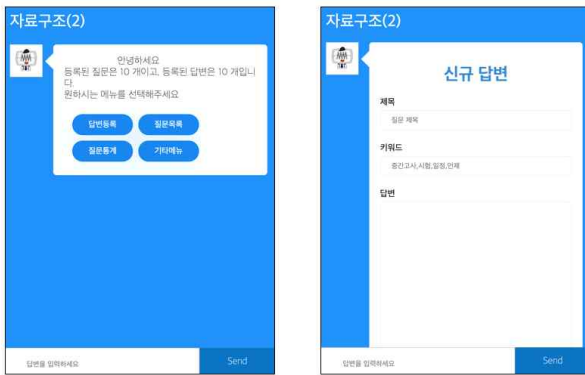 자료구조(2)
안녕하세요
등록된 질문은 10 개이고, 등록된 답변은 10 개입니
다.
원하시는 메뉴를 선택해주세요
답변등록 질문목록
질문통계 기타메뉴
답변을 입력하세요 Send
자료구조(2)
신규 답변
제목
질문 제목
키워드
중간고사,시험,일정,언제
답변
답변을 입력하세요 Send